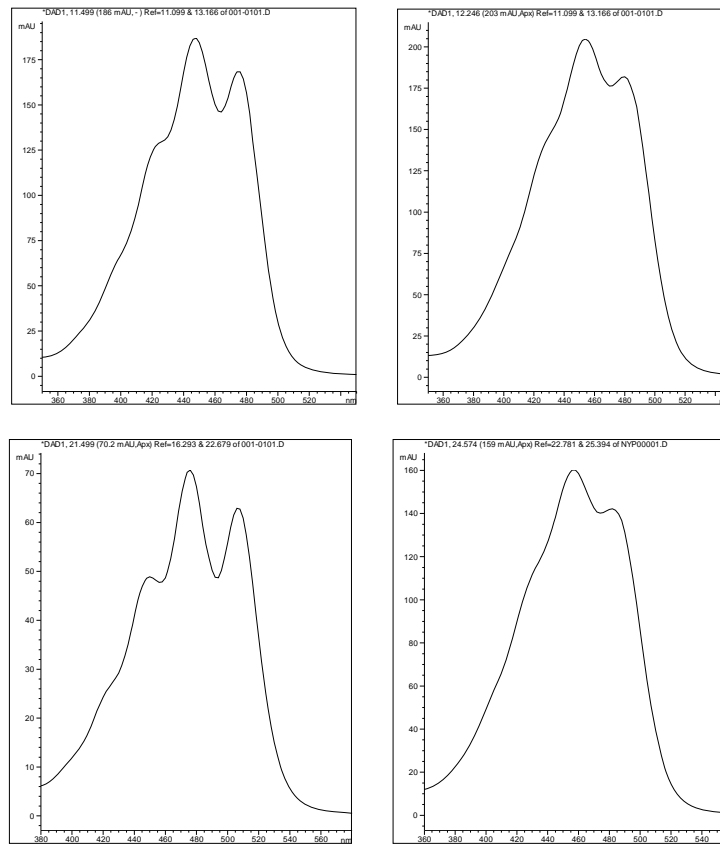 *DAD1, 11.499 (186 mAU, - ) Ref=11.099 & 13.166 of 001-0101.D
mAU
175
150
125
100
75
50
25
0
360 380 400 420 440 460 480 500 520 nm
*DAD1, 12.246 (203 mAU,Apx) Ref=11.099 & 13.166 of 001-0101.D
mAU
200
175
150
125
100
75
50
25
0
360 380 400 420 440 460 480 500 520
*DAD1, 21.499 (70.2 mAU,Apx) Ref=16.293 & 22.679 of 001-0101.D
mAU
70
60
50
40
30
20
10
0
380 400 420 440 460 480 500 520 540 560 nm
*DAD1, 24.574 (159 mAU,Apx) Ref=22.781 & 25.394 of NYP00001.D
mAU
160
140
120
100
80
60
40
20
0
360 380 400 420 440 460 480 500 520 540